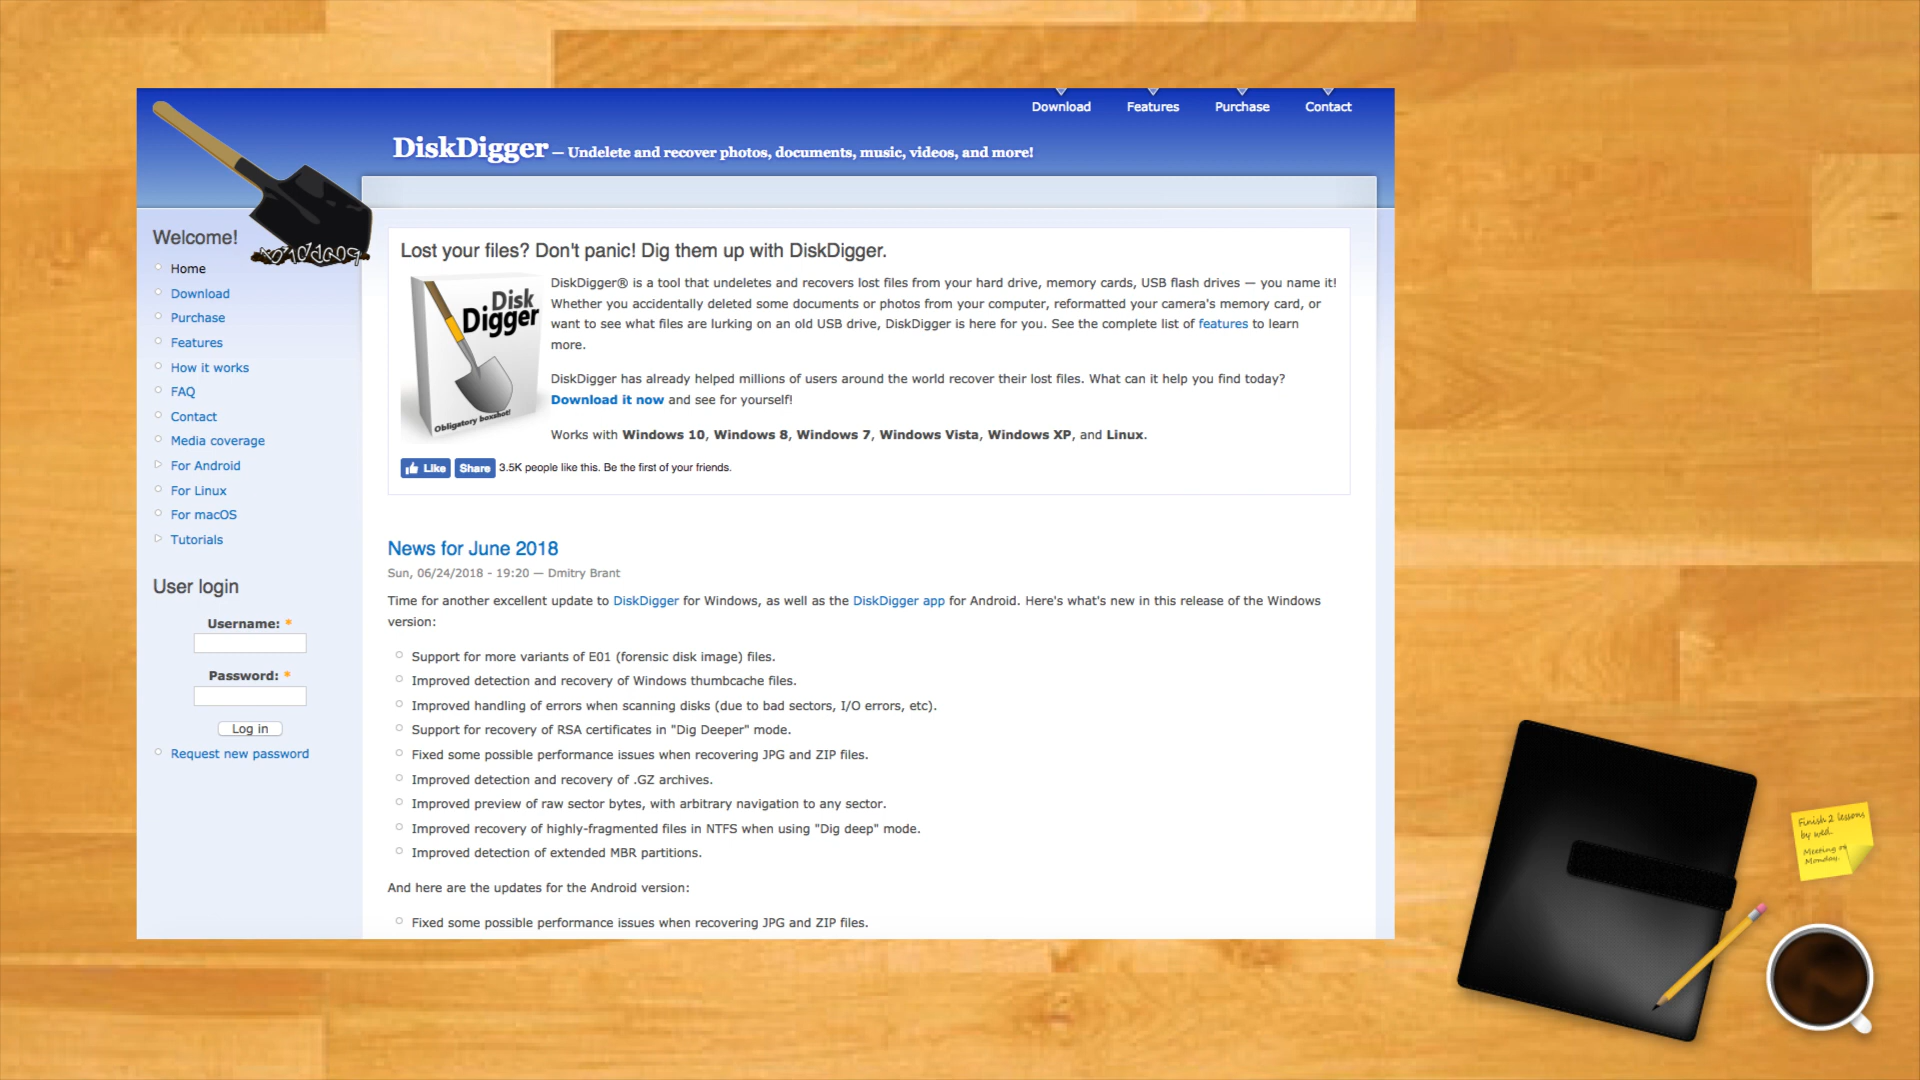 Download Features Purchase Contact
DiskDigger — Undelete and recover photos, documents, music, videos, and more!
Welcome!
Home
Download
Purchase
Features
How it works
FAQ
Contact
Media coverage
For Android
For Linux
For macOS
Tutorials
User login
Username: *
Password: *
Log in
Request new password
Lost your files? Don't panic! Dig them up with DiskDigger.
Disk
Digger
Obligatory boxshot!
DiskDigger® is a tool that undeletes and recovers lost files from your hard drive, memory cards, USB flash drives — you name it!
Whether you accidentally deleted some documents or photos from your computer, reformatted your camera's memory card, or
want to see what files are lurking on an old USB drive, DiskDigger is here for you. See the complete list of features to learn
more.
DiskDigger has already helped millions of users around the world recover their lost files. What can it help you find today?
Download it now and see for yourself!
Works with Windows 10, Windows 8, Windows 7, Windows Vista, Windows XP, and Linux.
Like Share 3.5K people like this. Be the first of your friends.
News for June 2018
Sun, 06/24/2018 - 19:20 — Dmitry Brant
Time for another excellent update to DiskDigger for Windows, as well as the DiskDigger app for Android. Here's what's new in this release of the Windows
version:
Support for more variants of E01 (forensic disk image) files.
Improved detection and recovery of Windows thumbcache files.
Improved handling of errors when scanning disks (due to bad sectors, I/O errors, etc).
Support for recovery of RSA certificates in "Dig Deeper" mode.
Fixed some possible performance issues when recovering JPG and ZIP files.
Improved detection and recovery of .GZ archives.
Improved preview of raw sector bytes, with arbitrary navigation to any sector.
Improved recovery of highly-fragmented files in NTFS when using "Dig deep" mode.
Improved detection of extended MBR partitions.
And here are the updates for the Android version:
Fixed some possible performance issues when recovering JPG and ZIP files.
Finish 2 lessons
by wed.
Meeting
Monday.